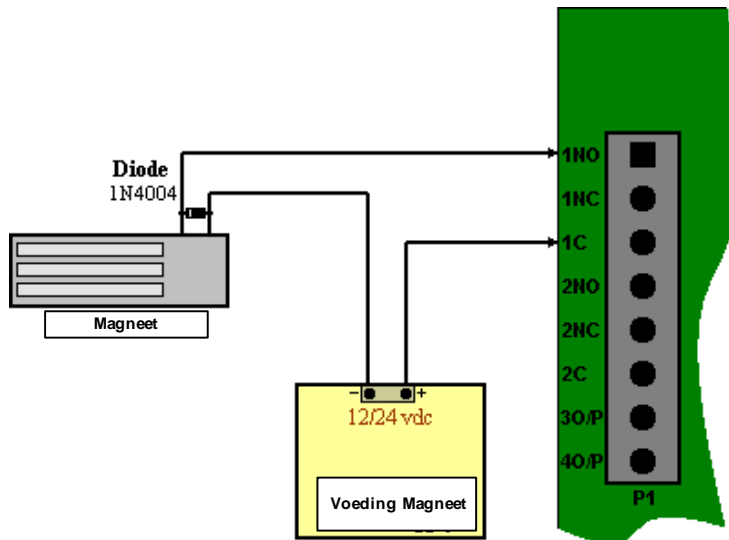 Diode
1N4004
Magneet
- +
12/24 vdc
Voeding Magneet
1NO
1NC
1C
2NO
2NC
2C
3O/P
4O/P
P1